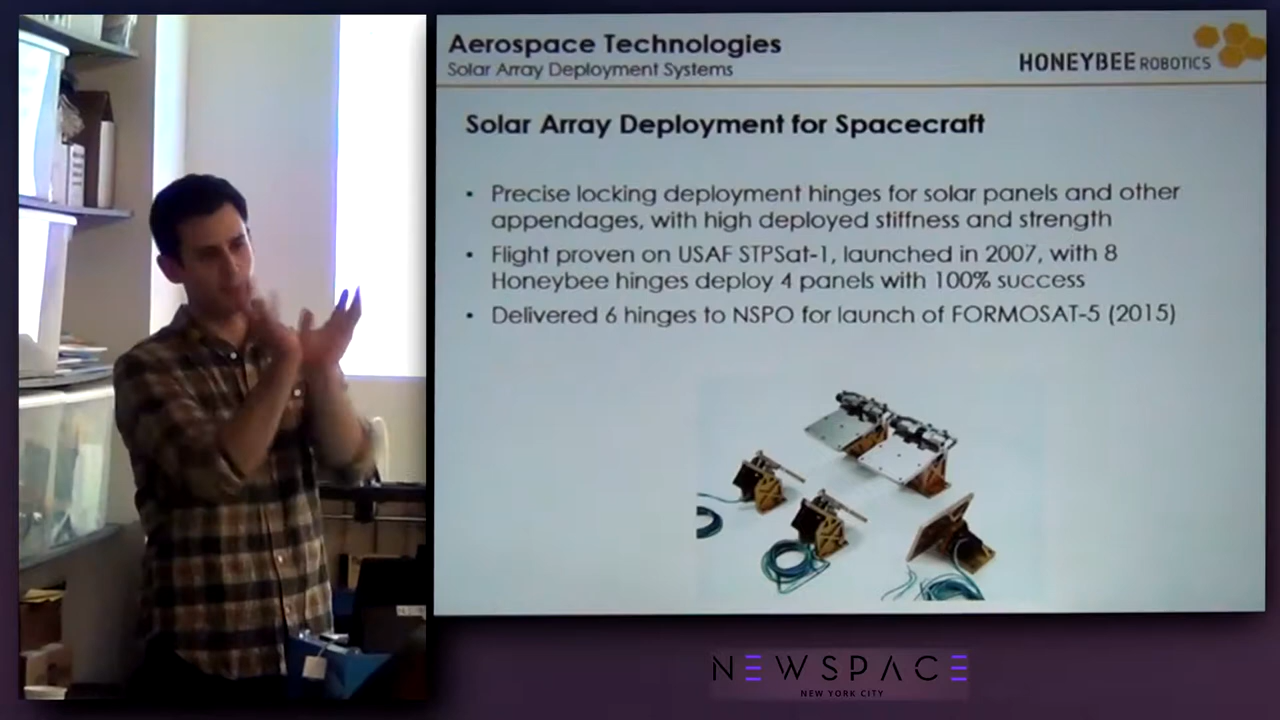 Aerospace Technologies
Solar Array Deployment Systems
HONEYBEE ROBOTICS
Solar Array Deployment for Spacecraft
• Precise locking deployment hinges for solar panels and other
appendages, with high deployed stiffness and strength
• Flight proven on USAF STPSat-1, launched in 2007, with 8
Honeybee hinges deploy 4 panels with 100% success
• Delivered 6 hinges to NSPO for launch of FORMOSAT-5 (2015)
NEWSPACE
NEW YORK CITY